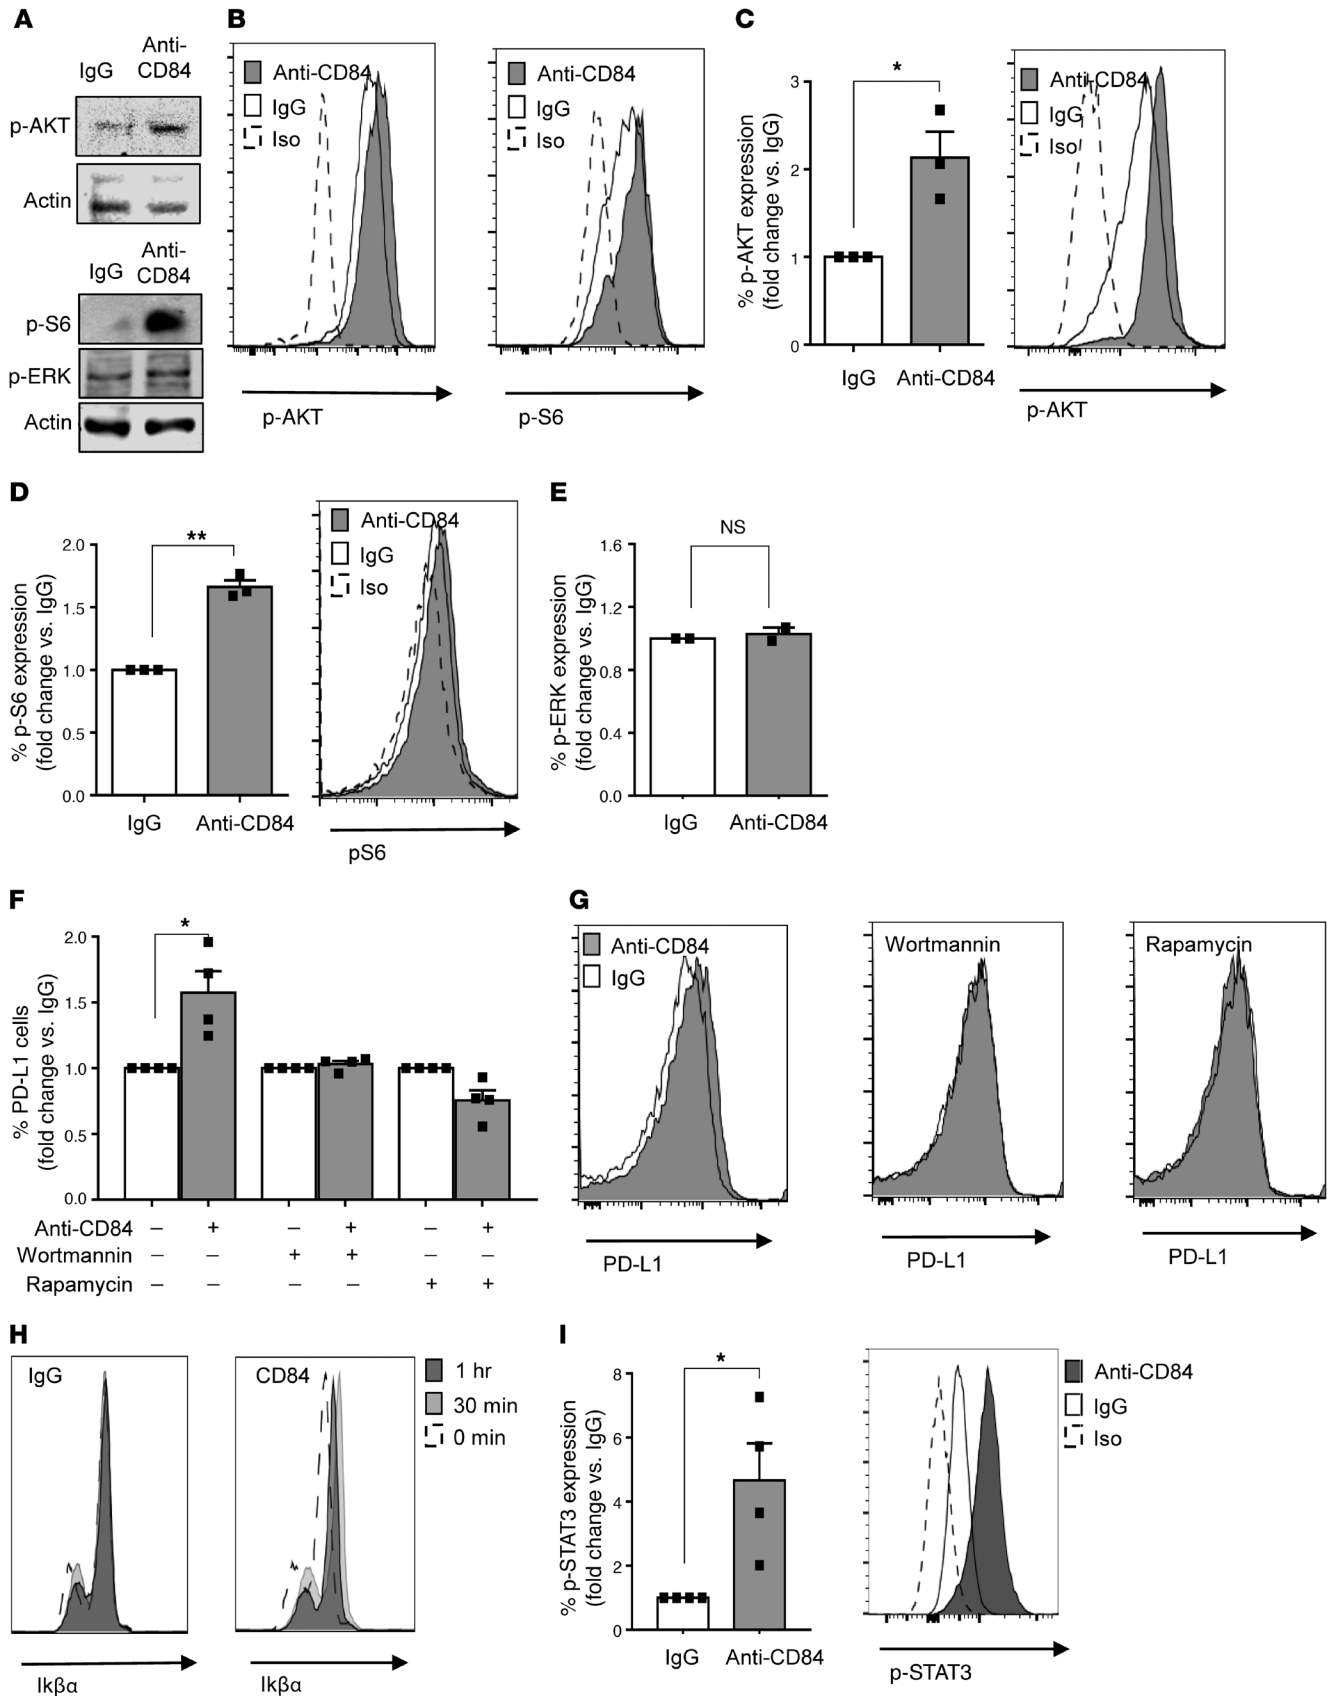 A
IgG
Anti-
CD84
p-AKT
Actin
IgG
Anti-
CD84
p-S6
p-ERK
Actin
B
Anti-CD84
IgG
Iso
p-AKT
Anti-CD84
IgG
Iso
p-S6
C
% p-AKT expression
(fold change vs. IgG)
3
2
1
0
*
IgG
Anti-CD84
Anti-CD84
IgG
Iso
p-AKT
D
% p-S6 expression
(fold change vs. IgG)
2.0
1.5
1.0
0.5
0.0
**
IgG
Anti-CD84
Anti-CD84
IgG
Iso
pS6
E
% p-ERK expression
(fold change vs. IgG)
1.6
1.2
0.8
0.4
0.0
NS
IgG
Anti-CD84
F
% PD-L1 cells
(fold change vs. IgG)
2.0
1.5
1.0
0.5
0.0
*
Anti-CD84 – + – + – +
Wortmannin – – + + – –
Rapamycin – – – – + +
G
Anti-CD84
IgG
PD-L1
Wortmannin
PD-L1
Rapamycin
PD-L1
H
IgG
Ikβα
CD84
Ikβα
1 hr
30 min
0 min
I
% p-STAT3 expression
(fold change vs. IgG)
8
6
4
2
0
*
IgG
Anti-CD84
Anti-CD84
IgG
Iso
p-STAT3